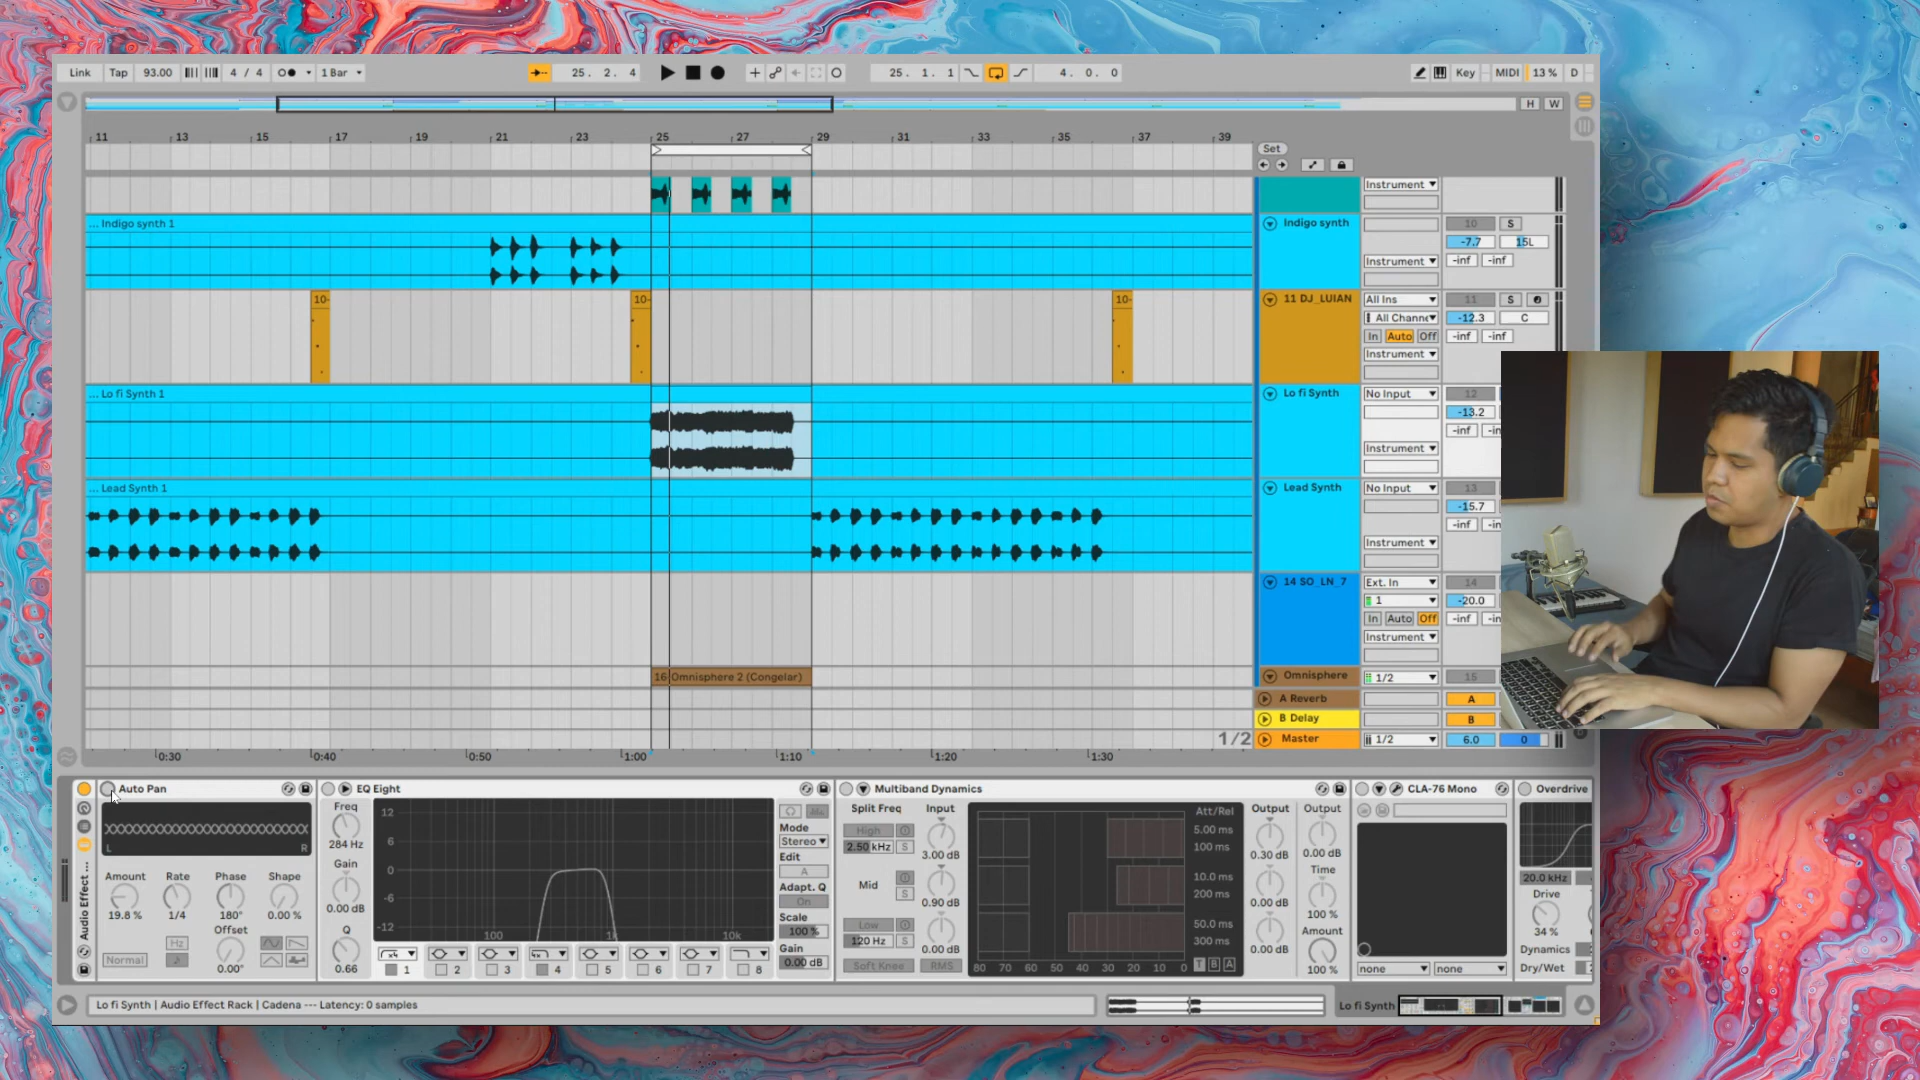 Link Tap 93.00 4 / 4 1 Bar 25. 2. 4 25. 1. 1 4. 0. 0 Key MIDI 13 % D
H W
11 13 15 17 19 21 23 25 27 29 31 33 35 37 39
Set
Instrument
... Indigo synth 1
Indigo synth 10 S
-7.7 15L
Instrument -inf -inf
10- 10- 10-
11 DJ_LUIAN All Ins 11 S
All Channe -12.3 C
In Auto Off -inf -inf
Instrument
... Lo fi Synth 1
Lo fi Synth No Input 12
-13.2
-inf -in
Instrument
... Lead Synth 1
Lead Synth No Input 13
-15.7
-inf -in
Instrument
14 SO_LN_7 Ext. In 14
1 -20.0
In Auto Off -inf -in
Instrument
16 Omnisphere 2 (Congelar)
Omnisphere 1/2 15
A Reverb A
B Delay B
1/2 Master 1/2 6.0 0
0:30 0:40 0:50 1:00 1:10 1:20 1:30
Auto Pan
L R
Amount Rate Phase Shape
19.8 % 1/4 180° 0.00 %
Offset
Hz
Normal 0.00°
Audio Effect ...
EQ Eight
Freq
284 Hz
Gain
0.00 dB
Q
0.66
12
6
0
-6
-12
100 1k 10k
x4 x4
1 2 3 4 5 6 7 8
Mode
Stereo
Edit
A
Adapt. Q
On
Scale
100 %
Gain
0.00 dB
Multiband Dynamics
Split Freq Input
High
2.50 kHz S 3.00 dB
Mid S 0.90 dB
Low
120 Hz S 0.00 dB
Soft Knee RMS
80 70 60 50 40 30 20 10 0 T B A
Att/Rel
5.00 ms
100 ms
10.0 ms
200 ms
50.0 ms
300 ms
Output
0.30 dB
0.00 dB
0.00 dB
Output
0.00 dB
Time
100 %
Amount
100 %
CLA-76 Mono
none none
Overdrive
20.0 kHz
Drive
34 %
Dynamics
Dry/Wet
Lo fi Synth | Audio Effect Rack | Cadena --- Latency: 0 samples
Lo fi Synth